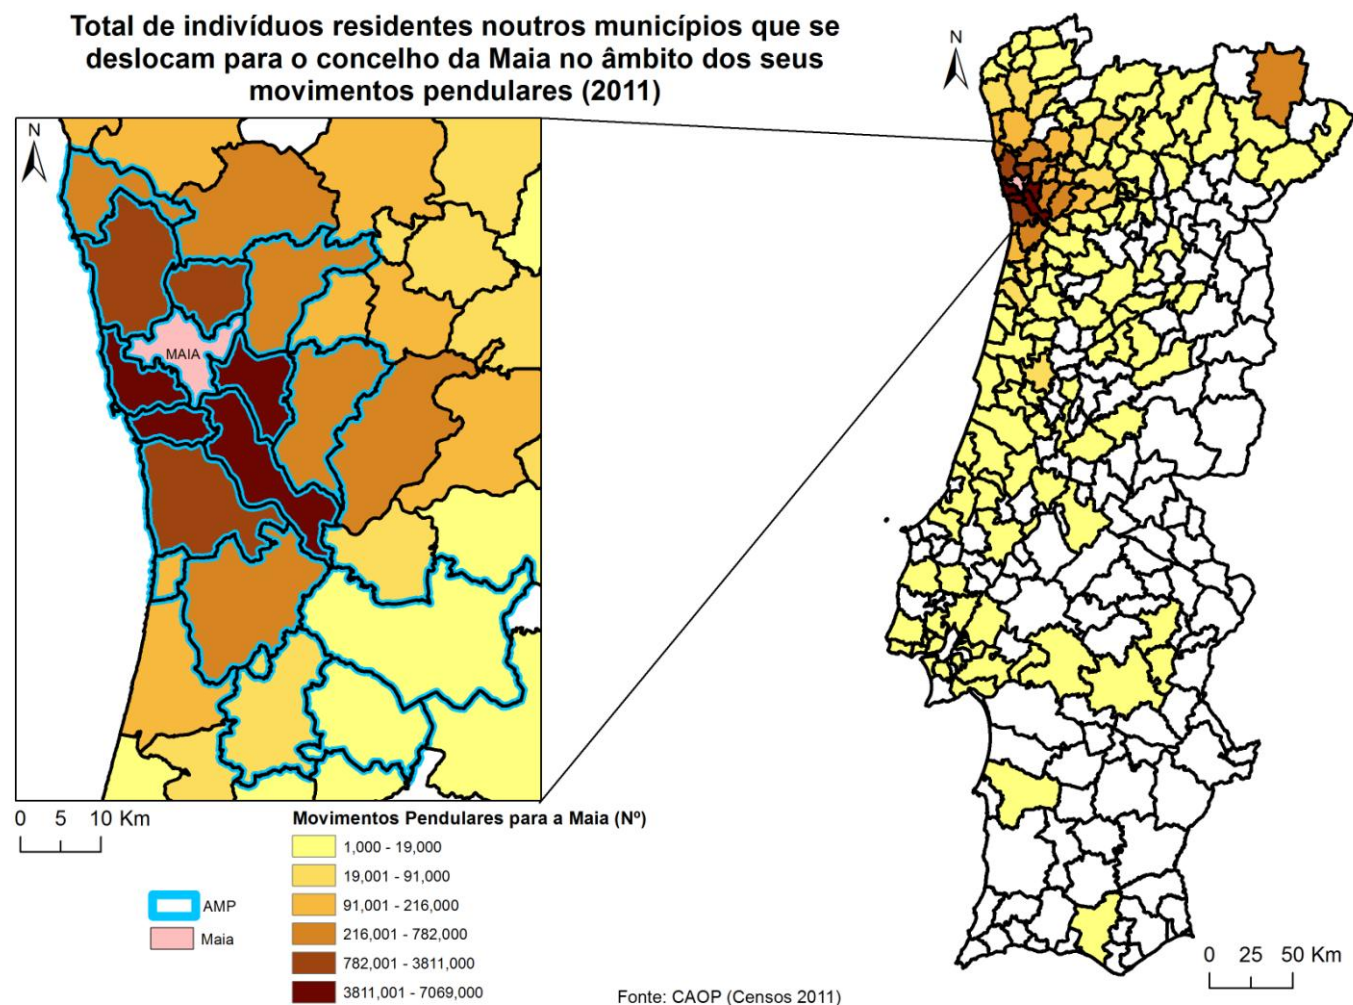 Total de indivíduos residentes noutros municípios que se
deslocam para o concelho da Maia no âmbito dos seus
movimentos pendulares (2011)
N
N
MAIA
0 5 10 Km
Movimentos Pendulares para a Maia (Nº)
1,000 - 19,000
19,001 - 91,000
91,001 - 216,000
216,001 - 782,000
782,001 - 3811,000
3811,001 - 7069,000
AMP
Maia
0 25 50 Km
Fonte: CAOP (Censos 2011)